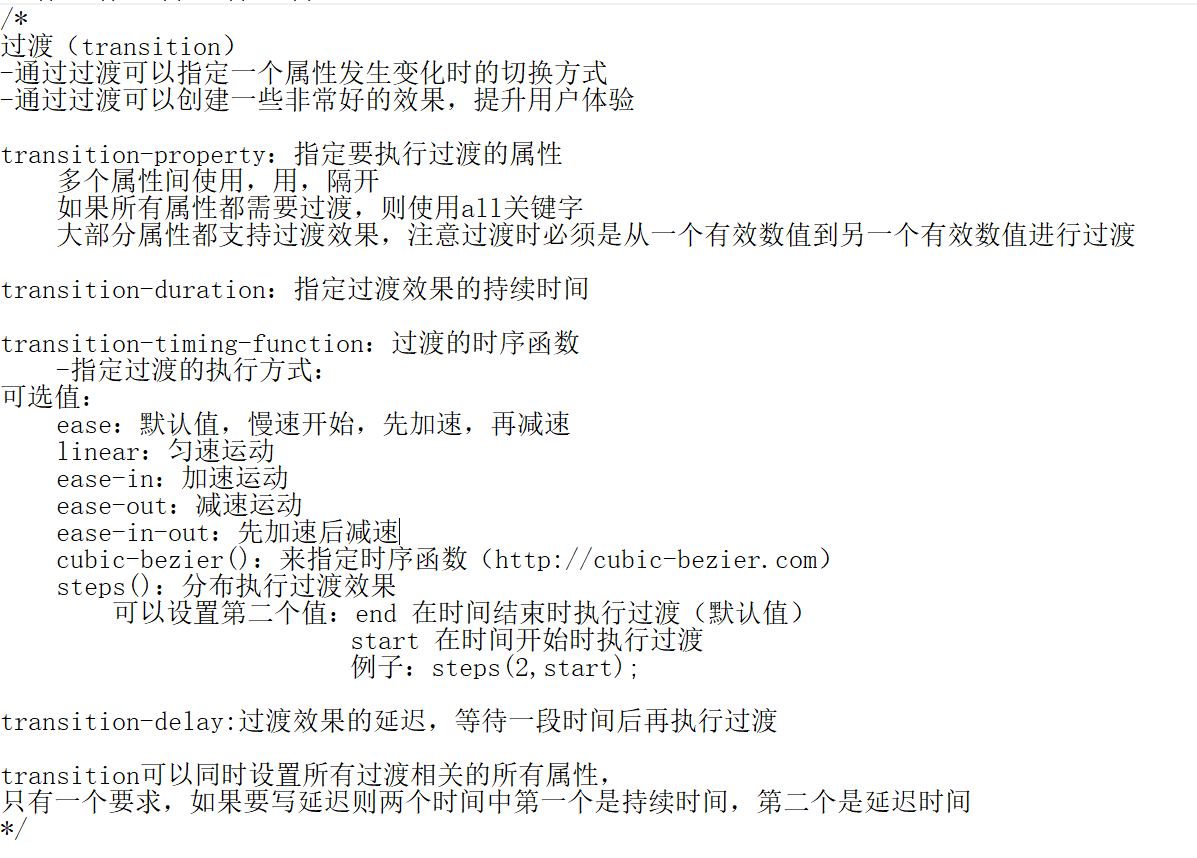 /*
过渡（transition）
-通过过渡可以指定一个属性发生变化时的切换方式
-通过过渡可以创建一些非常好的效果，提升用户体验
transition-property：指定要执行过渡的属性
多个属性间使用，用，隔开
如果所有属性都需要过渡，则使用all关键字
大部分属性都支持过渡效果，注意过渡时必须是从一个有效数值到另一个有效数值进行过渡
transition-duration：指定过渡效果的持续时间
transition-timing-function：过渡的时序函数
-指定过渡的执行方式：
可选值：
ease：默认值，慢速开始，先加速，再减速
linear：匀速运动
ease-in：加速运动
ease-out：减速运动
ease-in-out：先加速后减速
cubic-bezier()：来指定时序函数（http://cubic-bezier.com）
steps()：分布执行过渡效果
可以设置第二个值：end 在时间结束时执行过渡（默认值）
start 在时间开始时执行过渡
例子：steps(2,start);
transition-delay:过渡效果的延迟，等待一段时间后再执行过渡
transition可以同时设置所有过渡相关的所有属性，
只有一个要求，如果要写延迟则两个时间中第一个是持续时间，第二个是延迟时间
*/